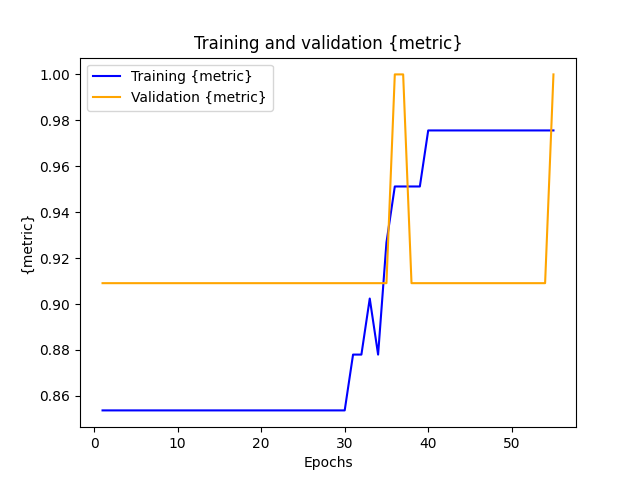 Training and validation {metric}
Training {metric}
Validation {metric}
1.00
0.98
0.96
0.94
0.92
0.90
0.88
0.86
{metric}
0
10
20
30
40
50
Epochs